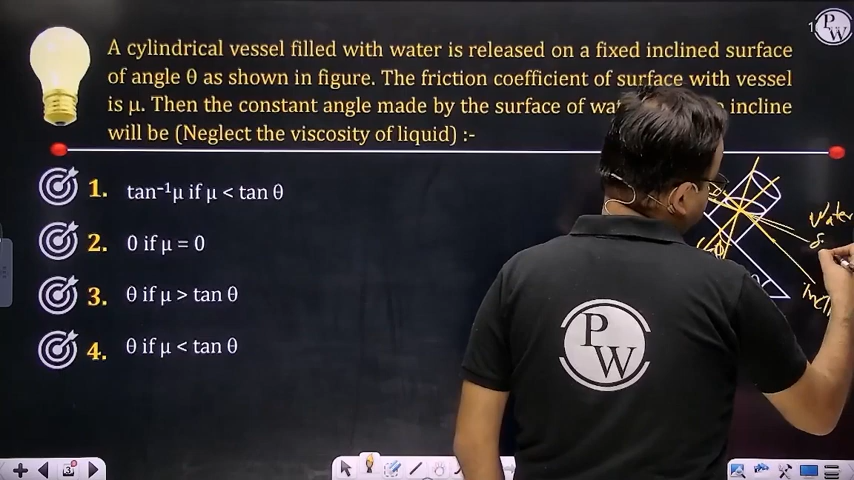 A cylindrical vessel filled with water is released on a fixed inclined surface
of angle θ as shown in figure. The friction coefficient of surface with vessel
is μ. Then the constant angle made by the surface of incline
will be (Neglect the viscosity of liquid) :-
1. tan⁻¹μ if μ < tan θ
2. 0 if μ = 0
3. θ if μ > tan θ
4. θ if μ < tan θ
Water
P
W
P
W
3